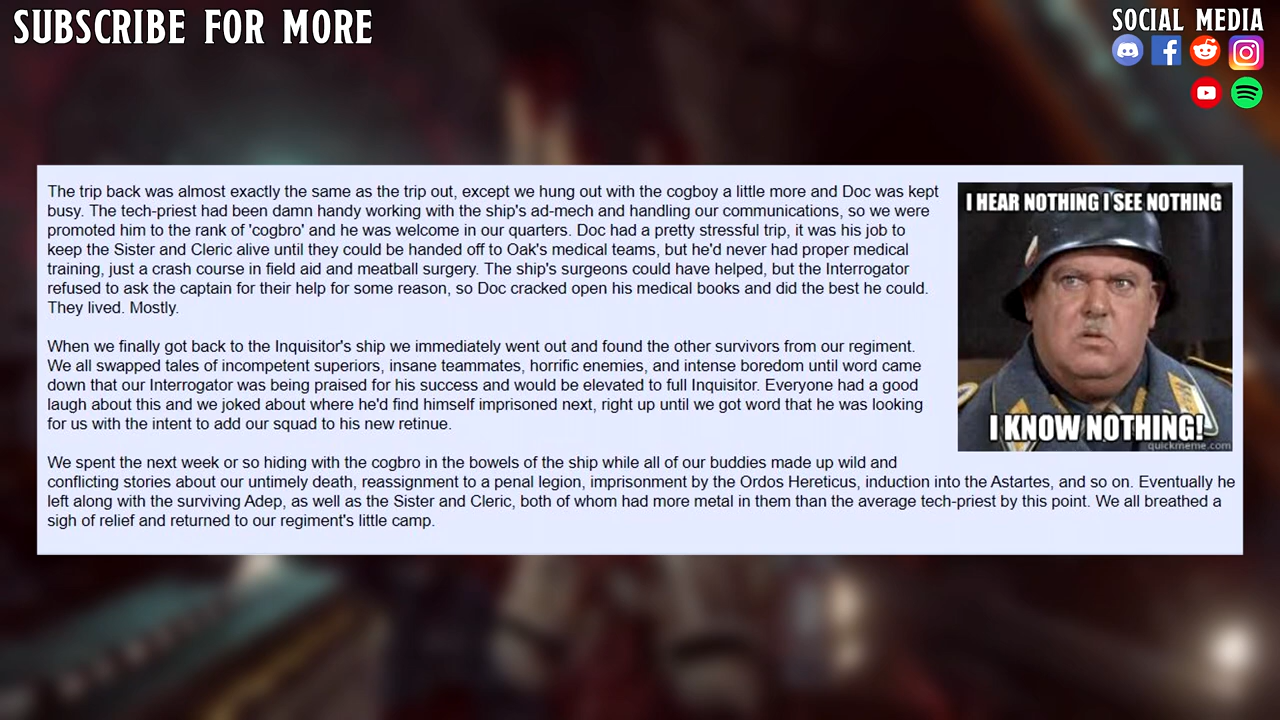 SUBSCRIBE FOR MORE
SOCIAL MEDIA
The trip back was almost exactly the same as the trip out, except we hung out with the cogboy a little more and Doc was kept
busy. The tech-priest had been damn handy working with the ship's ad-mech and handling our communications, so we were
promoted him to the rank of 'cogbro' and he was welcome in our quarters. Doc had a pretty stressful trip, it was his job to
keep the Sister and Cleric alive until they could be handed off to Oak's medical teams, but he'd never had proper medical
training, just a crash course in field aid and meatball surgery. The ship's surgeons could have helped, but the Interrogator
refused to ask the captain for their help for some reason, so Doc cracked open his medical books and did the best he could.
They lived. Mostly.
When we finally got back to the Inquisitor's ship we immediately went out and found the other survivors from our regiment.
We all swapped tales of incompetent superiors, insane teammates, horrific enemies, and intense boredom until word came
down that our Interrogator was being praised for his success and would be elevated to full Inquisitor. Everyone had a good
laugh about this and we joked about where he'd find himself imprisoned next, right up until we got word that he was looking
for us with the intent to add our squad to his new retinue.
We spent the next week or so hiding with the cogbro in the bowels of the ship while all of our buddies made up wild and
conflicting stories about our untimely death, reassignment to a penal legion, imprisonment by the Ordos Hereticus, induction into the Astartes, and so on. Eventually he
left along with the surviving Adep, as well as the Sister and Cleric, both of whom had more metal in them than the average tech-priest by this point. We all breathed a
sigh of relief and returned to our regiment's little camp.
I HEAR NOTHING I SEE NOTHING
I KNOW NOTHING!
quickmeme.com